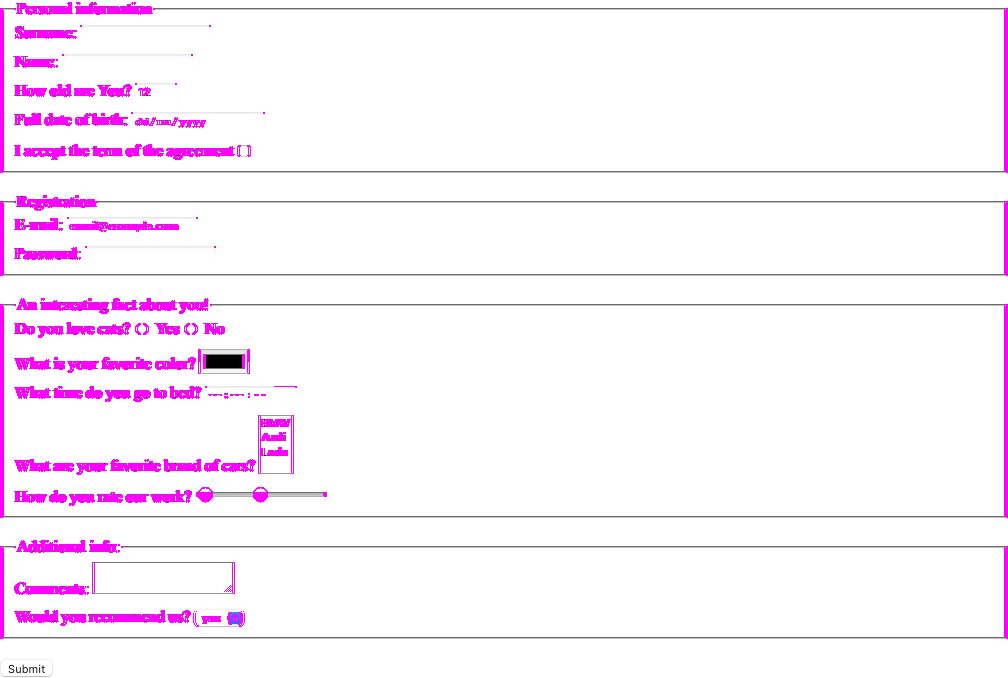 Personal information
Surname:
Name:
How old are You? 12
Full date of birth: dd/mm/yyyy
I accept the term of the agreement
Registration
E-mail: email@example.com
Password:
An interesting fact about you!
Do you love cats? Yes No
What is your favorite color?
What time do you go to bed? --:--:--
BMW
Audi
Lada
What are your favorite brand of cars?
How do you rate our work?
Additional info:
Comments:
Would you recommend us? yes
Submit